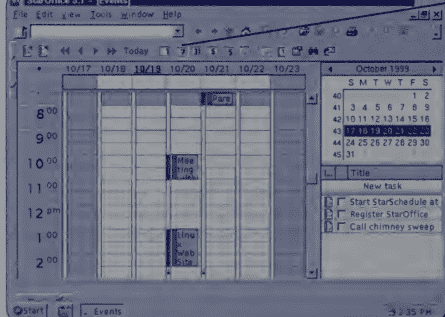 StarOffice 5.1 - [Events]
File Edit View Tools Window Help
Today
10/17 10/18 10/19 10/20 10/21 10/22 10/23
Pare
8 00
9 00
10 00
Mee
ting
11 00
12 pm
1 00
Linu
x
Web
Site
2 00
October 1999
S M T W T F S
40 1 2
41 3 4 5 6 7 8 9
42 10 11 12 13 14 15 16
43 17 18 19 20 21 22 23
44 24 25 26 27 28 29 30
45 31
Title
New task
Start StarSchedule at
Register StarOffice
Call chimney sweep
Start
Events
2:35 PM